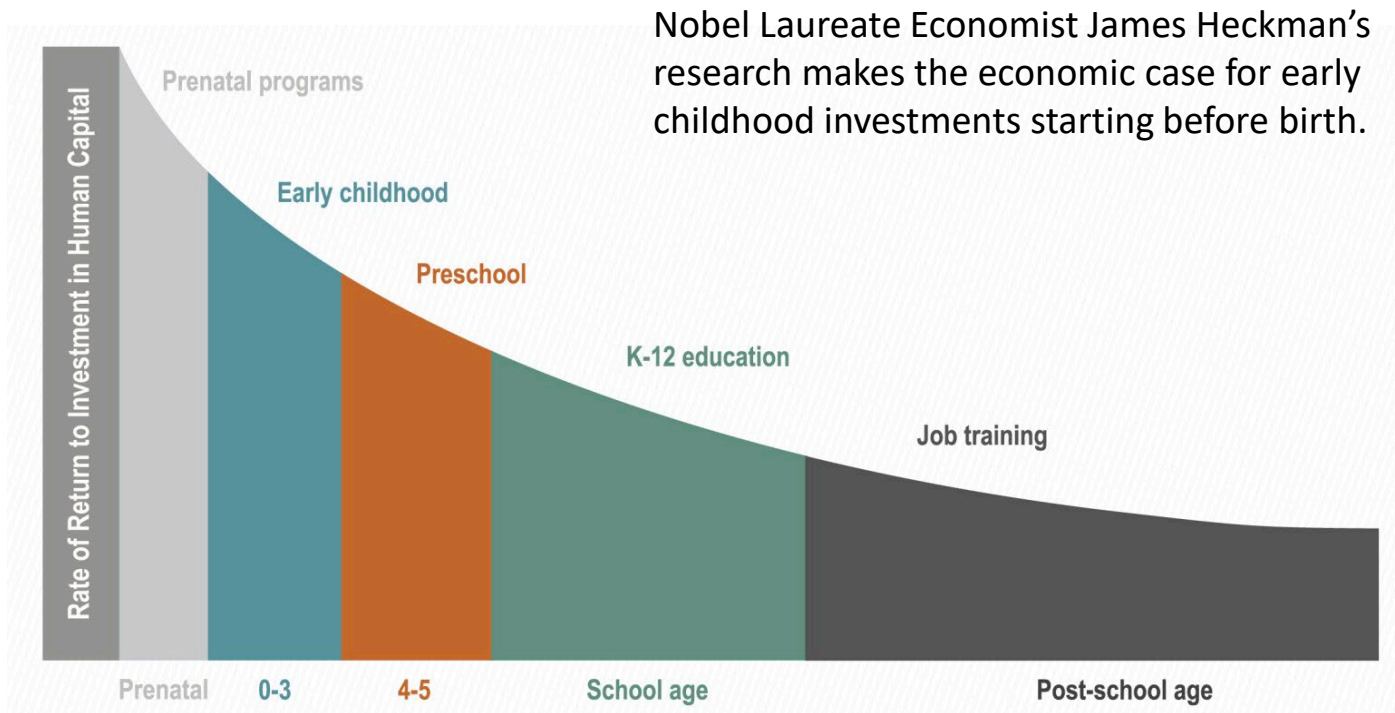 Nobel Laureate Economist James Heckman’s
research makes the economic case for early
childhood investments starting before birth.
Rate of Return to Investment in Human Capital
Prenatal programs
Early childhood
Preschool
K-12 education
Job training
Prenatal
0-3
4-5
School age
Post-school age